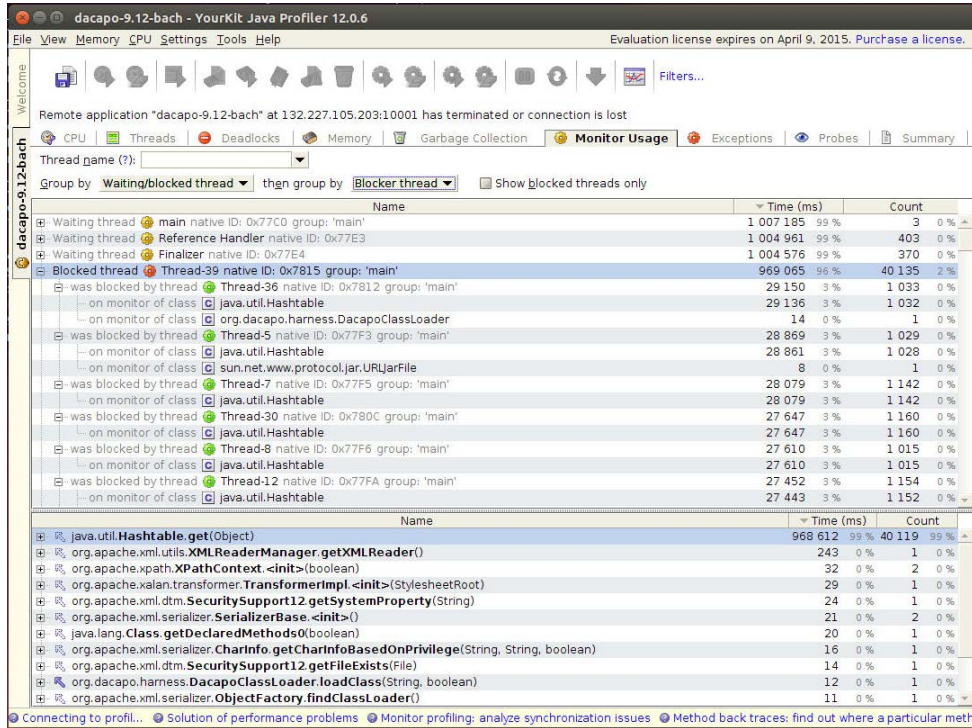 dacapo-9.12-bach - YourKit Java Profiler 12.0.6
File View Memory CPU Settings Tools Help Evaluation license expires on April 9, 2015. Purchase a license.
Filters...
Remote application "dacapo-9.12-bach" at 132.227.105.203:10001 has terminated or connection is lost
Welcome
dacapo-9.12-bach
CPU Threads Deadlocks Memory Garbage Collection Monitor Usage Exceptions Probes Summary
Thread name (?):
Group by Waiting/blocked thread then group by Blocker thread Show blocked threads only
Name Time (ms) Count
Waiting thread main native ID: 0x77C0 group: 'main' 1 007 185 99 % 3 0 %
Waiting thread Reference Handler native ID: 0x77E3 1 004 961 99 % 403 0 %
Waiting thread Finalizer native ID: 0x77E4 1 004 576 99 % 370 0 %
Blocked thread Thread-39 native ID: 0x7815 group: 'main' 969 065 96 % 40 135 2 %
was blocked by thread Thread-36 native ID: 0x7812 group: 'main' 29 150 3 % 1 033 0 %
on monitor of class C java.util.Hashtable 29 136 3 % 1 032 0 %
on monitor of class C org.dacapo.harness.DacapoClassLoader 14 0 % 1 0 %
was blocked by thread Thread-5 native ID: 0x77F3 group: 'main' 28 869 3 % 1 029 0 %
on monitor of class C java.util.Hashtable 28 861 3 % 1 028 0 %
on monitor of class C sun.net.www.protocol.jar.URLJarFile 8 0 % 1 0 %
was blocked by thread Thread-7 native ID: 0x77F5 group: 'main' 28 079 3 % 1 142 0 %
on monitor of class C java.util.Hashtable 28 079 3 % 1 142 0 %
was blocked by thread Thread-30 native ID: 0x780C group: 'main' 27 647 3 % 1 160 0 %
on monitor of class C java.util.Hashtable 27 647 3 % 1 160 0 %
was blocked by thread Thread-8 native ID: 0x77F6 group: 'main' 27 610 3 % 1 015 0 %
on monitor of class C java.util.Hashtable 27 610 3 % 1 015 0 %
was blocked by thread Thread-12 native ID: 0x77FA group: 'main' 27 452 3 % 1 154 0 %
on monitor of class C java.util.Hashtable 27 443 3 % 1 152 0 %
Name Time (ms) Count
java.util.Hashtable.get(Object) 968 612 99 % 40 119 99 %
org.apache.xml.utils.XMLReaderManager.getXMLReader() 243 0 % 1 0 %
org.apache.xpath.XPathContext.<init>(boolean) 32 0 % 2 0 %
org.apache.xalan.transformer.TransformerImpl.<init>(StylesheetRoot) 29 0 % 1 0 %
org.apache.xml.dtm.SecuritySupport12.getSystemProperty(String) 24 0 % 1 0 %
org.apache.xml.serializer.SerializerBase.<init>() 21 0 % 2 0 %
java.lang.Class.getDeclaredMethods0(boolean) 20 0 % 1 0 %
org.apache.xml.serializer.CharInfo.getCharInfoBasedOnPrivilege(String, String, boolean) 16 0 % 1 0 %
org.apache.xml.dtm.SecuritySupport12.getFileExists(File) 14 0 % 1 0 %
org.dacapo.harness.DacapoClassLoader.loadClass(String, boolean) 12 0 % 1 0 %
org.apache.xml.serializer.ObjectFactory.findClassLoader() 11 0 % 1 0 %
Connecting to profil... Solution of performance problems Monitor profiling: analyze synchronization issues Method back traces: find out where a particular meth